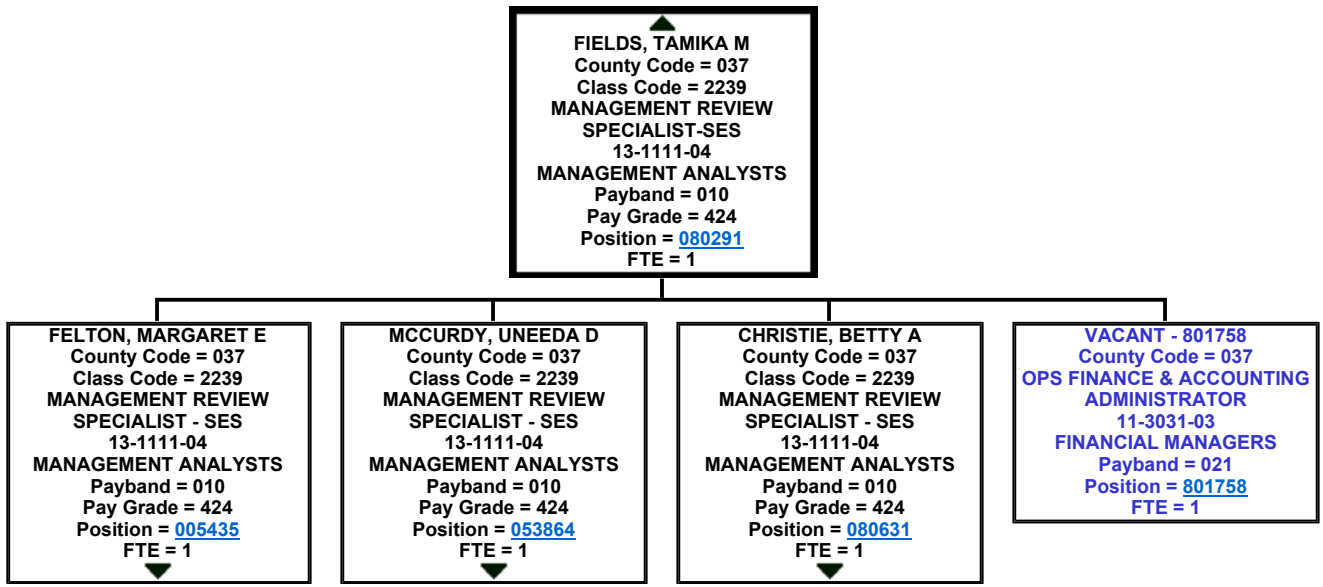 FIELDS, TAMIKA M
County Code = 037
Class Code = 2239
MANAGEMENT REVIEW
SPECIALIST-SES
13-1111-04
MANAGEMENT ANALYSTS
Payband = 010
Pay Grade = 424
Position = 080291
FTE = 1
FELTON, MARGARET E
County Code = 037
Class Code = 2239
MANAGEMENT REVIEW
SPECIALIST - SES
13-1111-04
MANAGEMENT ANALYSTS
Payband = 010
Pay Grade = 424
Position = 005435
FTE = 1
MCCURDY, UNEEDA D
County Code = 037
Class Code = 2239
MANAGEMENT REVIEW
SPECIALIST - SES
13-1111-04
MANAGEMENT ANALYSTS
Payband = 010
Pay Grade = 424
Position = 053864
FTE = 1
CHRISTIE, BETTY A
County Code = 037
Class Code = 2239
MANAGEMENT REVIEW
SPECIALIST - SES
13-1111-04
MANAGEMENT ANALYSTS
Payband = 010
Pay Grade = 424
Position = 080631
FTE = 1
VACANT - 801758
County Code = 037
OPS FINANCE & ACCOUNTING
ADMINISTRATOR
11-3031-03
FINANCIAL MANAGERS
Payband = 021
Position = 801758
FTE = 1